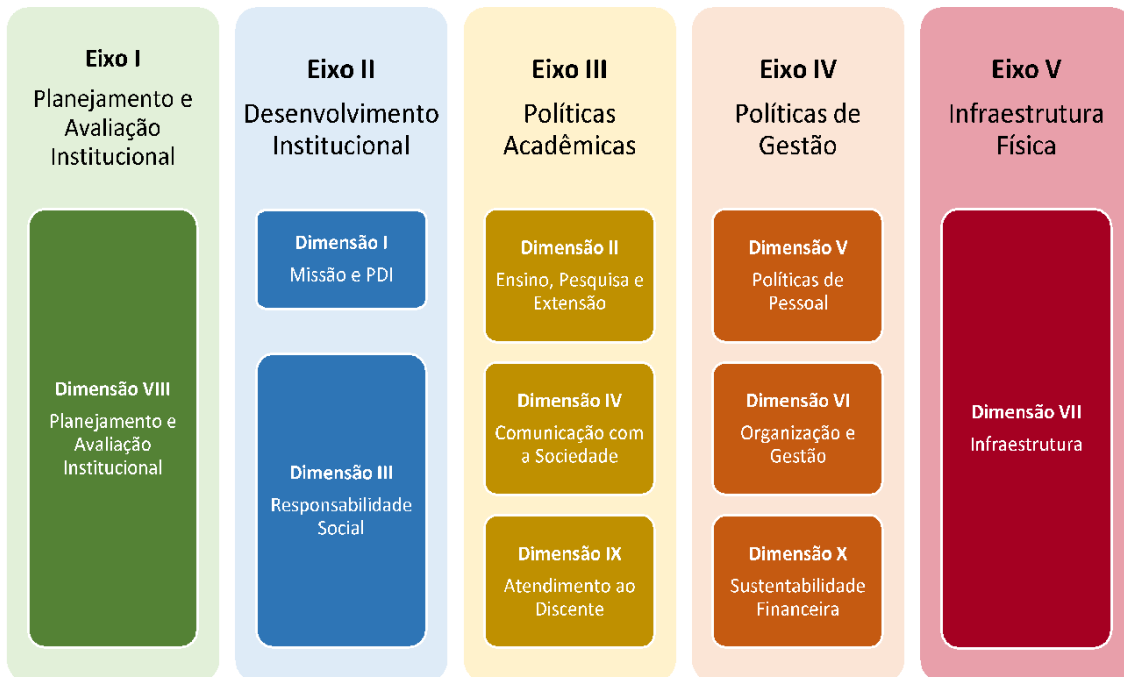 Eixo I
Planejamento e
Avaliação
Institucional
Dimensão VIII
Planejamento e
Avaliação
Institucional
Eixo II
Desenvolvimento
Institucional
Dimensão I
Missão e PDI
Dimensão III
Responsabilidade
Social
Eixo III
Políticas
Acadêmicas
Dimensão II
Ensino, Pesquisa e
Extensão
Dimensão IV
Comunicação com
a Sociedade
Dimensão IX
Atendimento ao
Discente
Eixo IV
Políticas de
Gestão
Dimensão V
Políticas de
Pessoal
Dimensão VI
Organização e
Gestão
Dimensão X
Sustentabilidade
Financeira
Eixo V
Infraestrutura
Física
Dimensão VII
Infraestrutura